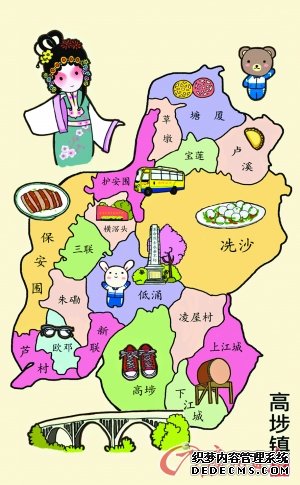 塘厦
草墩
卢溪
宝莲
护安围
横滘头
冼沙
保安围
三联
低涌
朱磡
凌屋村
欧邓
新联
上江城
芦村
高埗
下江城
高埗镇
织梦内容管理系统
DEDECMS.COM